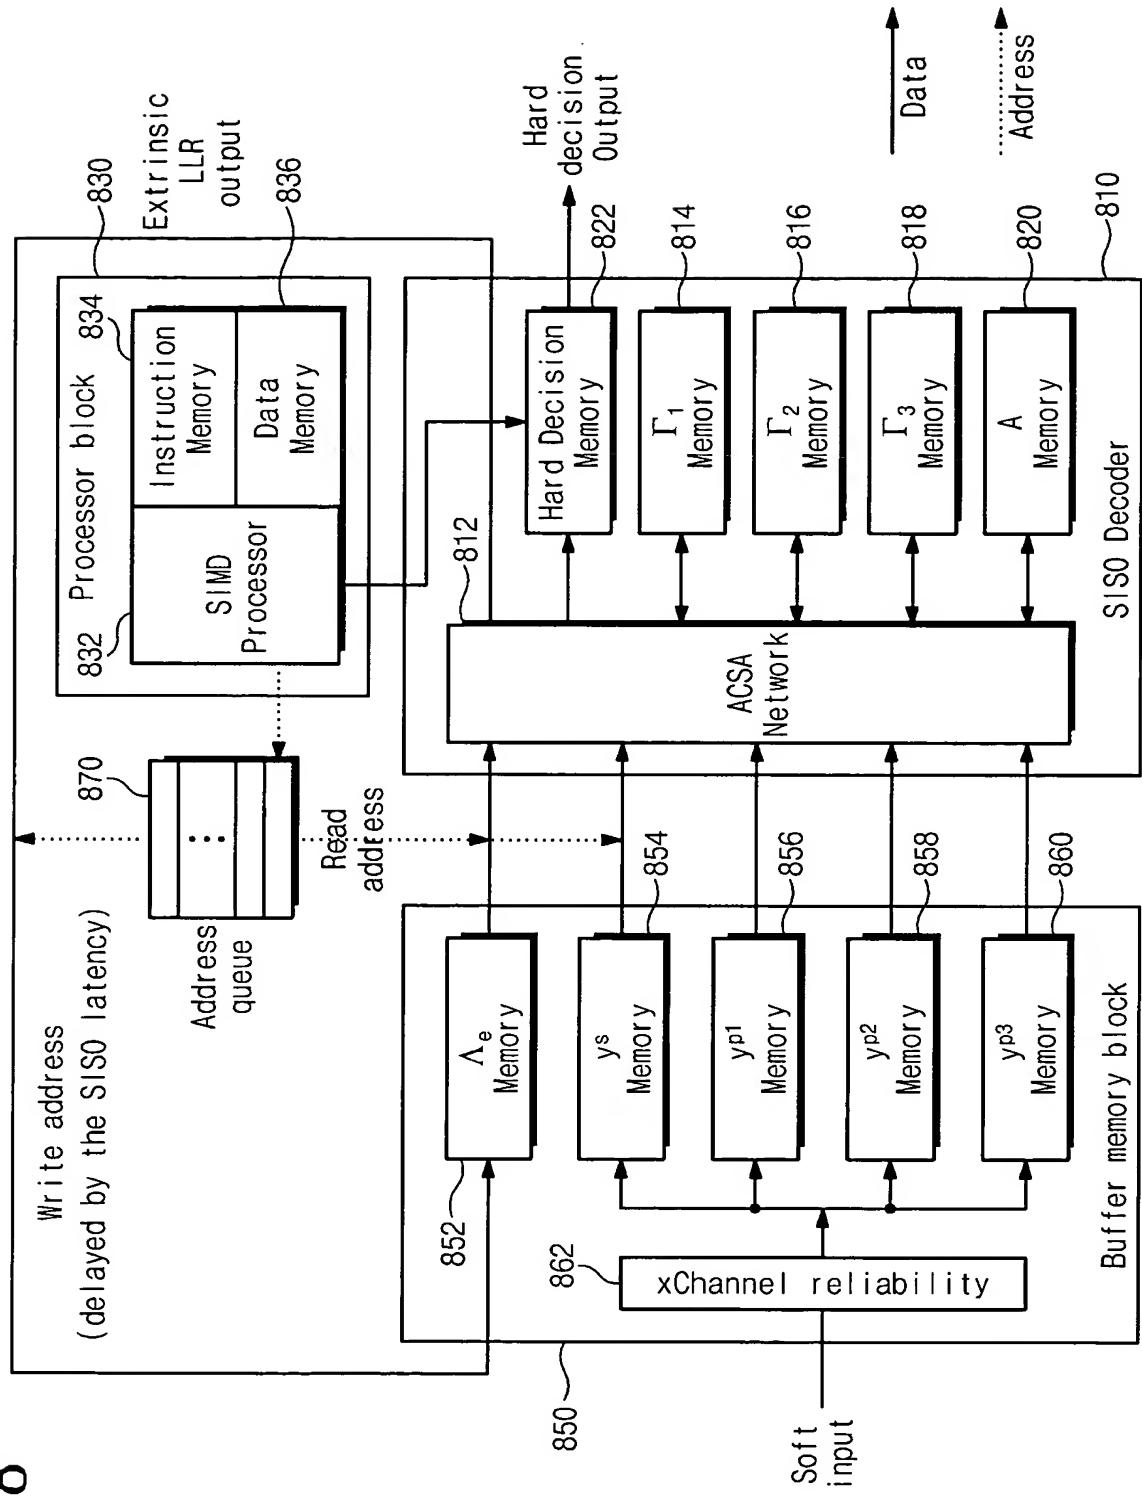 8
Write address
(delayed by the SISO latency)
Address
queue
870
Read
address
Processor block
830
832
834
836
SIMD
Processor
Instruction
Memory
Data
Memory
Extrinsic
LLR
output
850
Soft
input
862
xChannel reliability
852
Λe
Memory
854
yˢ
Memory
856
yᵖ¹
Memory
858
yᵖ²
Memory
860
yᵖ³
Memory
Buffer memory block
812
ACSA
Network
Hard Decision
Memory
822
Γ₁
Memory
814
Γ₂
Memory
816
Γ₃
Memory
818
A
Memory
820
SISO Decoder
810
Hard
decision
Output
Data
Address